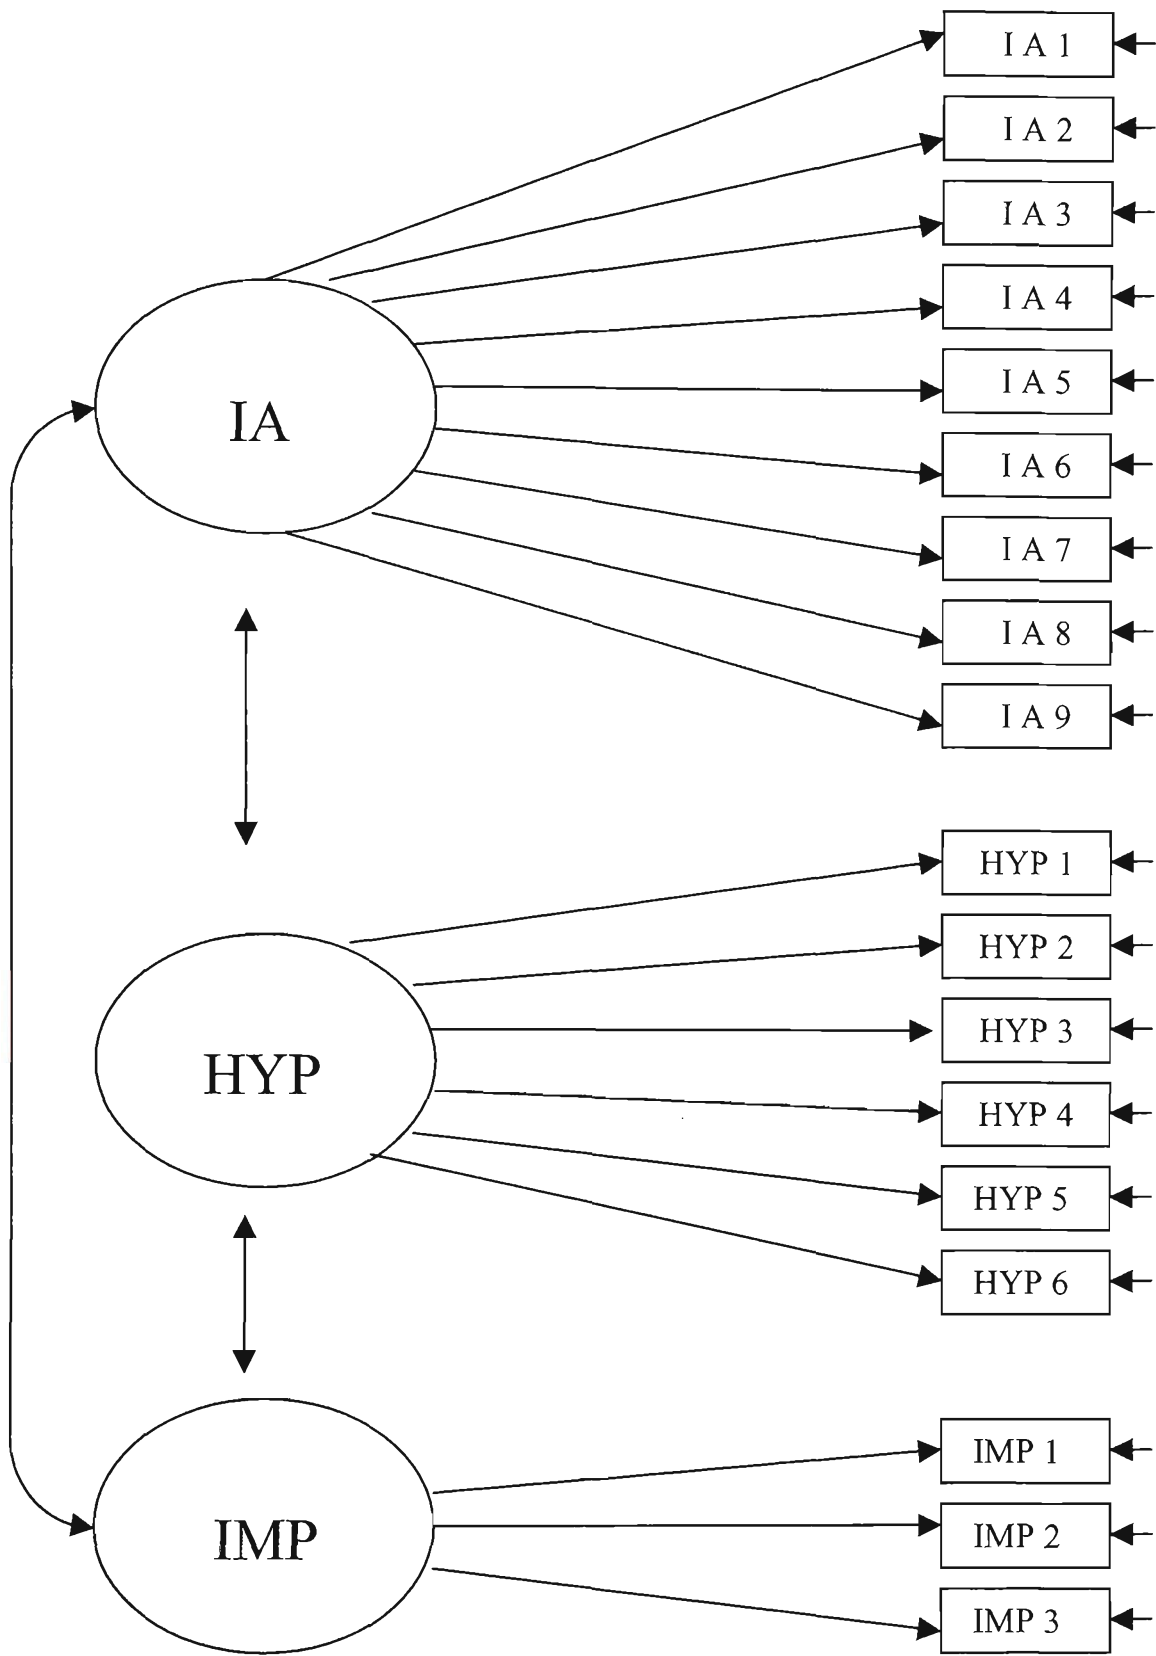 IA
HYP
IMP
I A 1
I A 2
I A 3
I A 4
I A 5
I A 6
I A 7
I A 8
I A 9
HYP 1
HYP 2
HYP 3
HYP 4
HYP 5
HYP 6
IMP 1
IMP 2
IMP 3